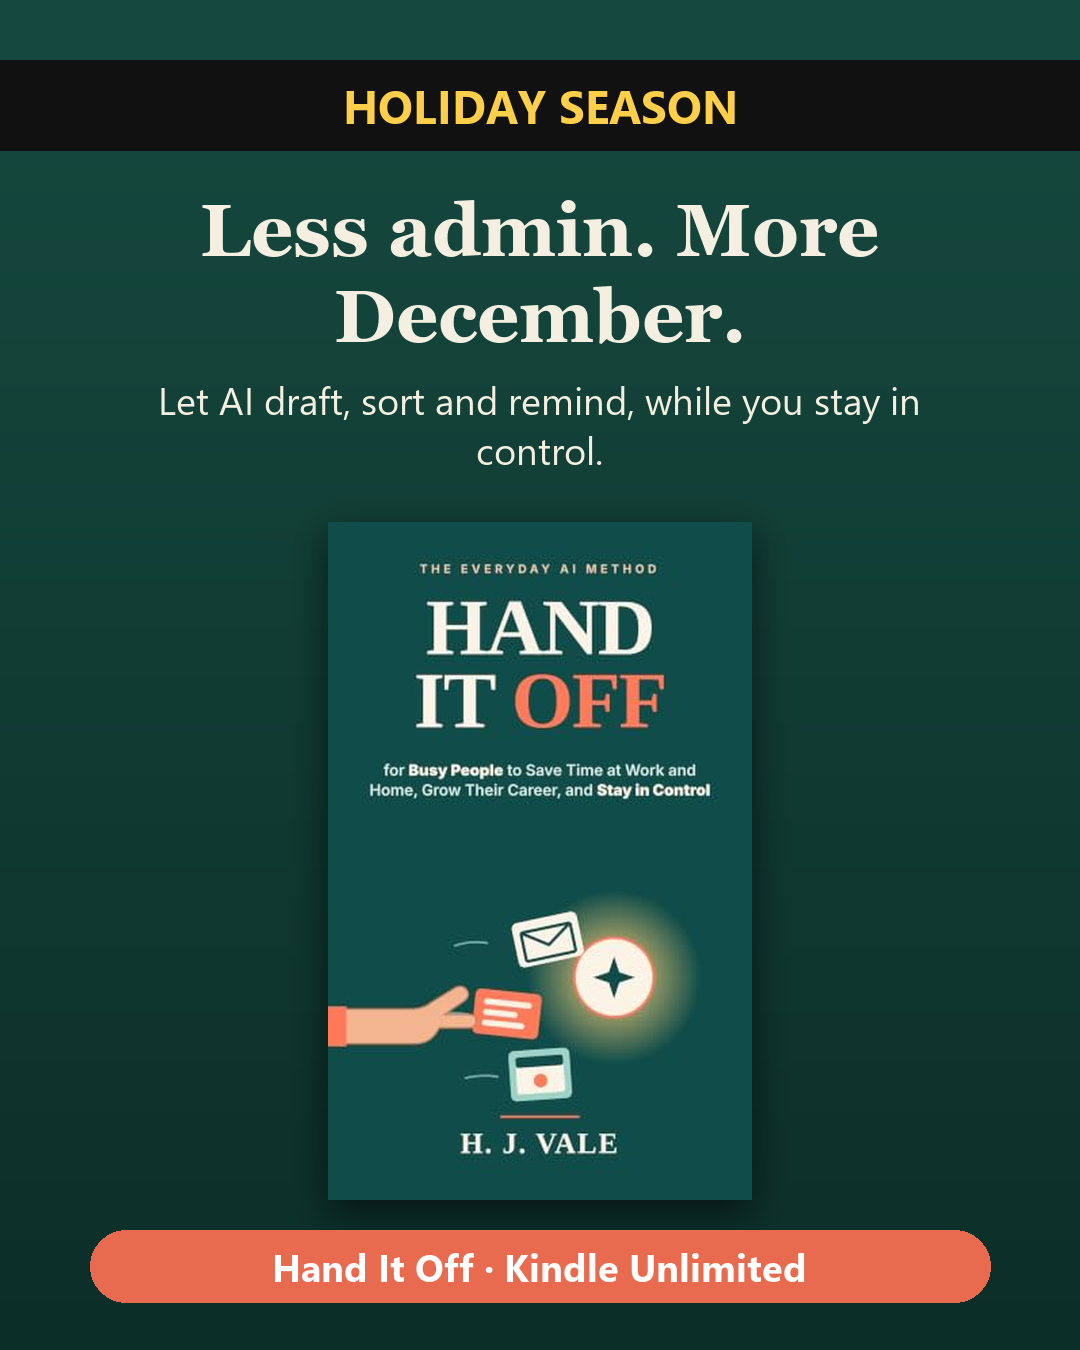 HOLIDAY SEASON
Less admin. More
December.
Let AI draft, sort and remind, while you stay in
control.
THE EVERYDAY AI METHOD
HAND
IT OFF
for Busy People to Save Time at Work and
Home, Grow Their Career, and Stay in Control
H. J. VALE
Hand It Off · Kindle Unlimited